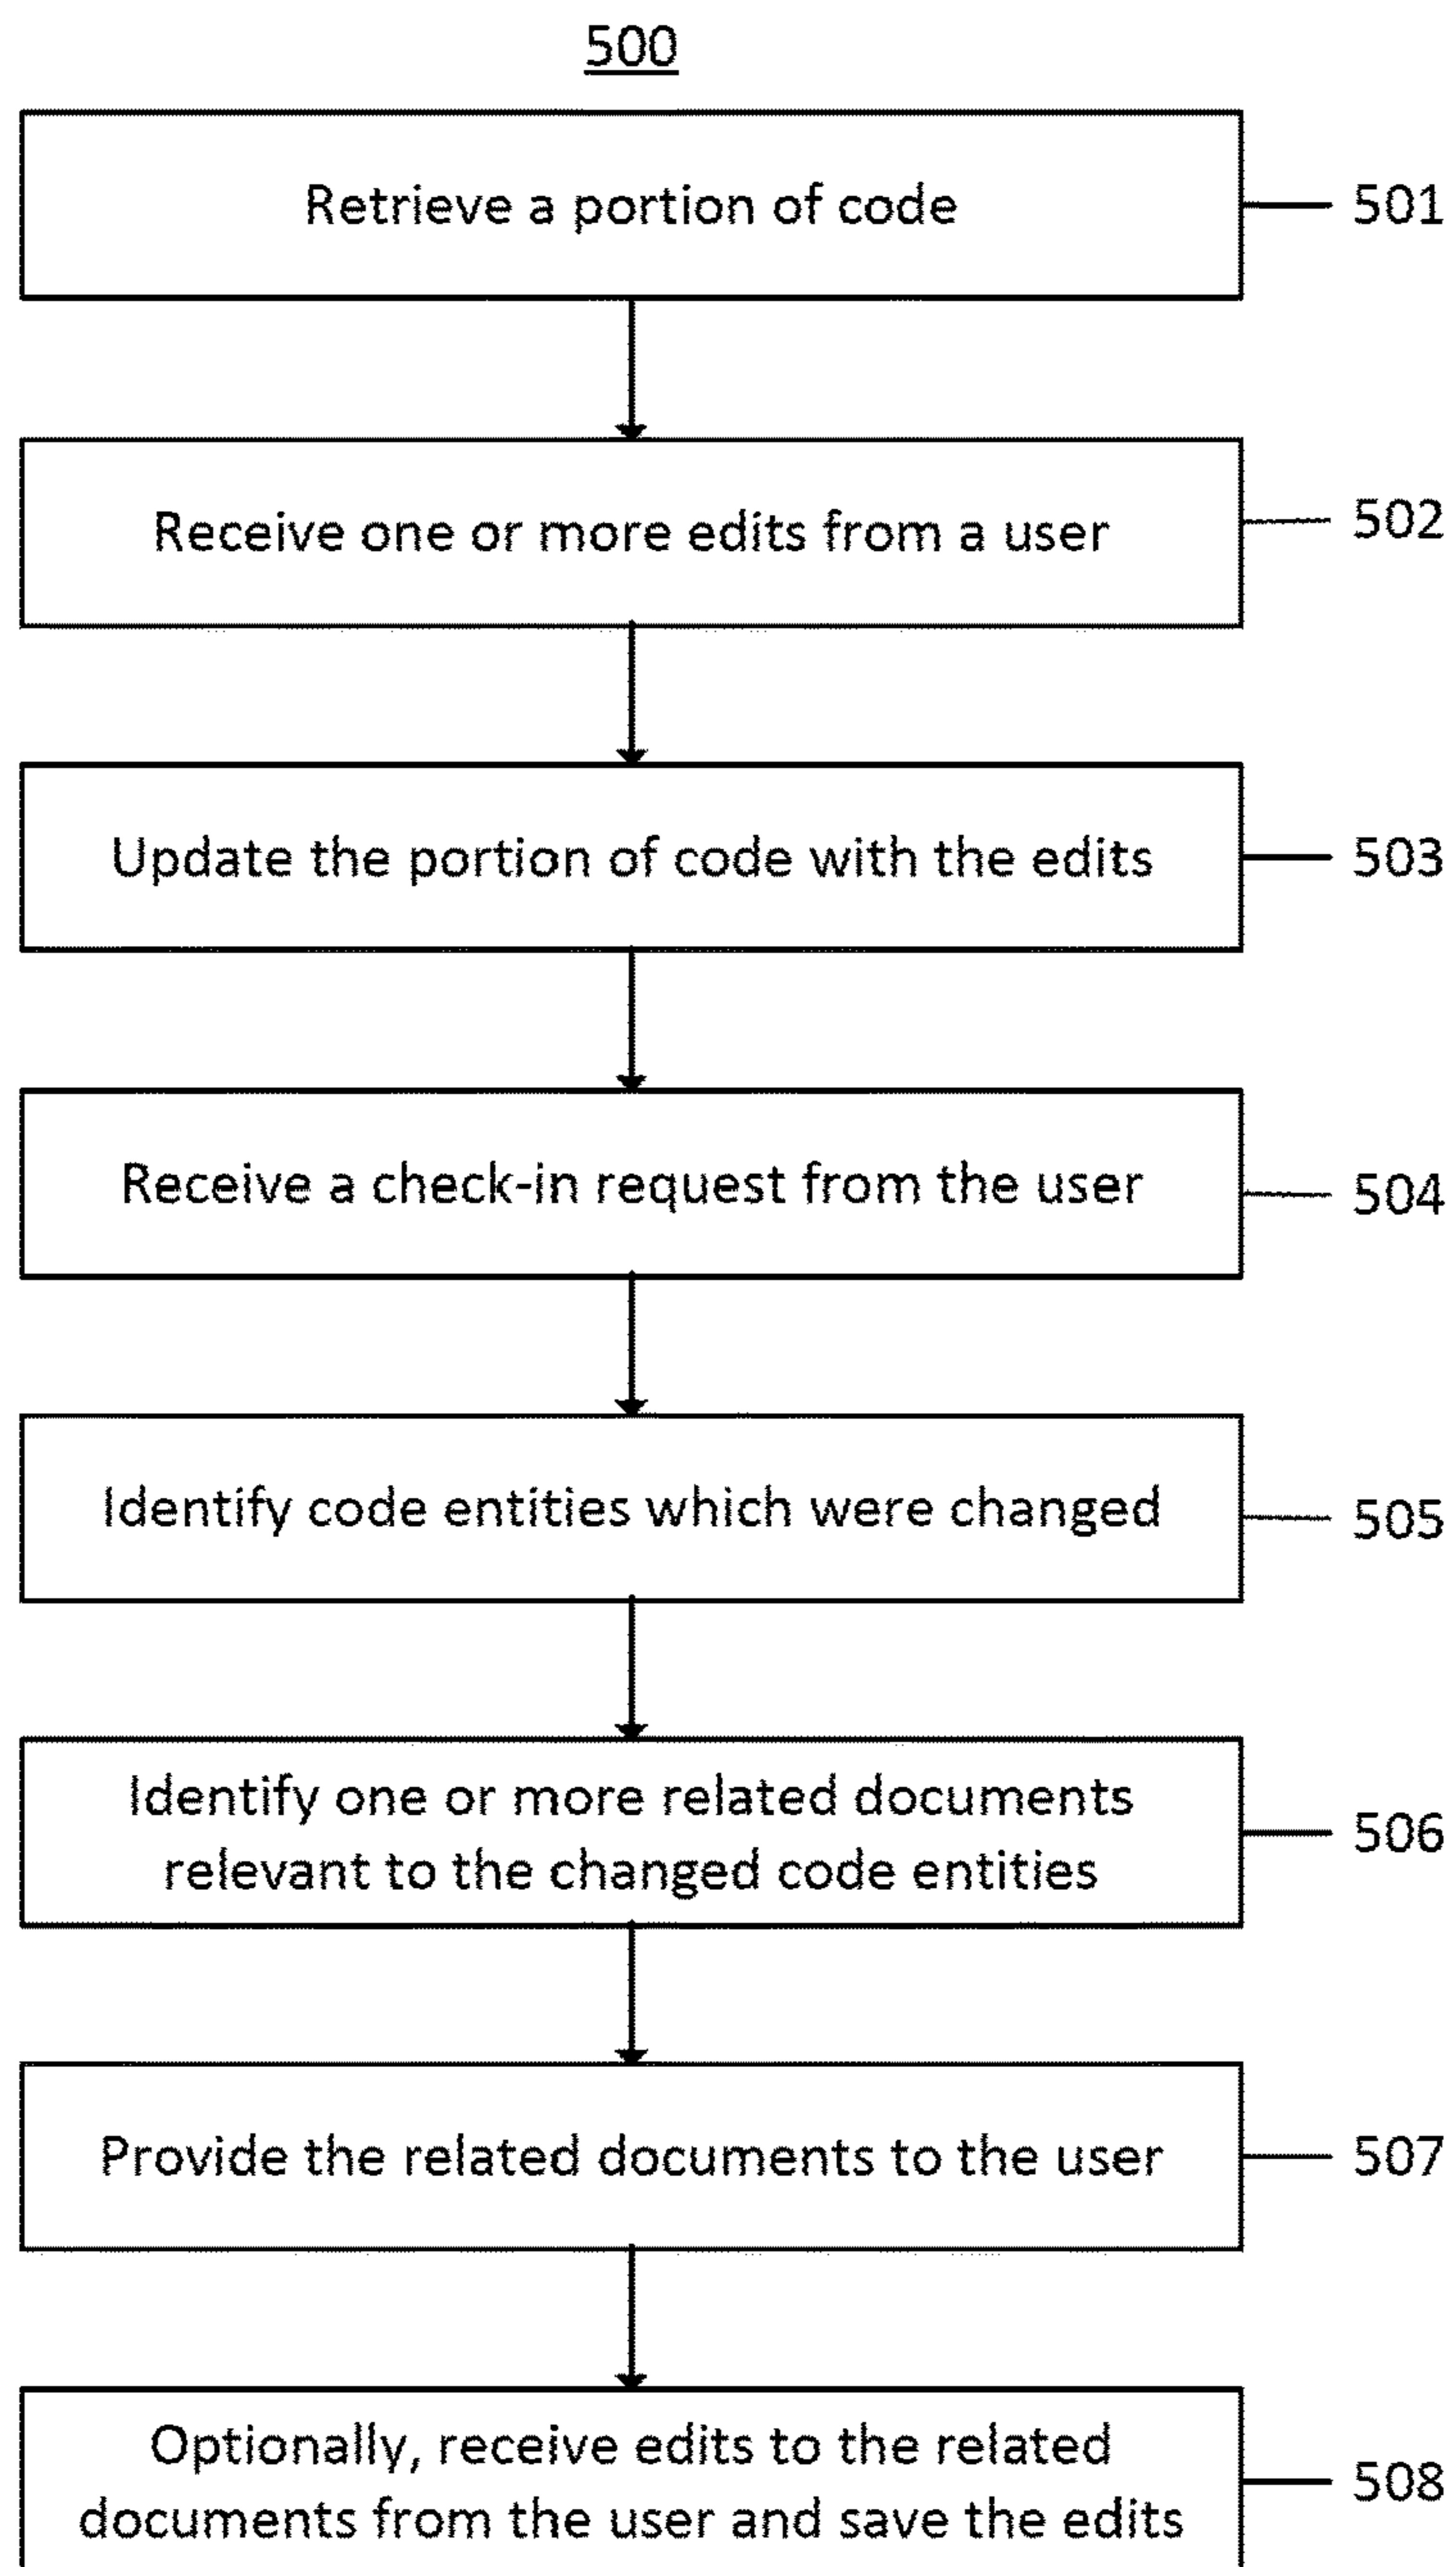 500
Retrieve a portion of code
501
Receive one or more edits from a user
502
Update the portion of code with the edits
503
Receive a check-in request from the user
504
Identify code entities which were changed
505
Identify one or more related documents
relevant to the changed code entities
506
Provide the related documents to the user
507
Optionally, receive edits to the related
documents from the user and save the edits
508